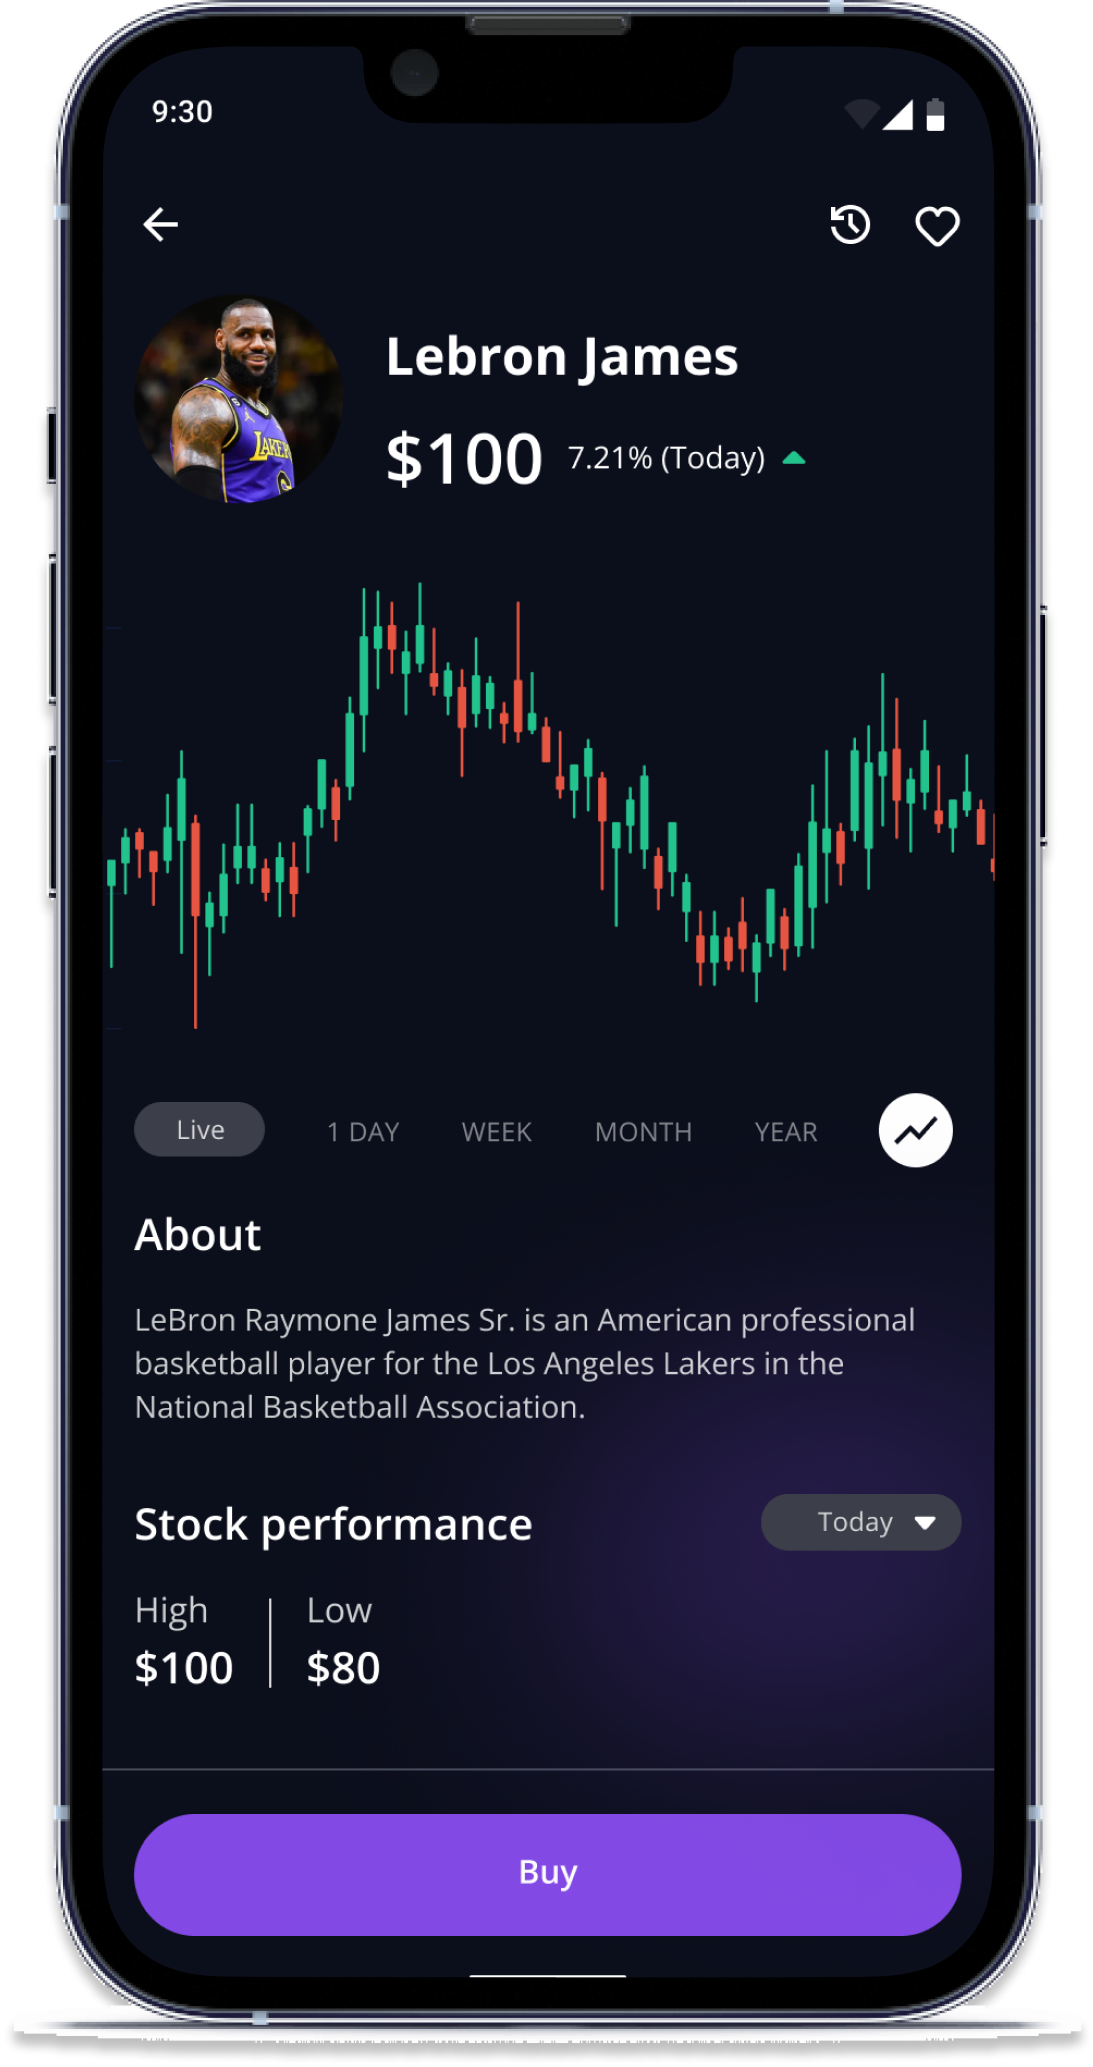 9:30
Lebron James
$100 7.21% (Today)
Live 1 DAY WEEK MONTH YEAR
About
LeBron Raymone James Sr. is an American professional
basketball player for the Los Angeles Lakers in the
National Basketball Association.
Stock performance Today
High Low
$100 $80
Buy